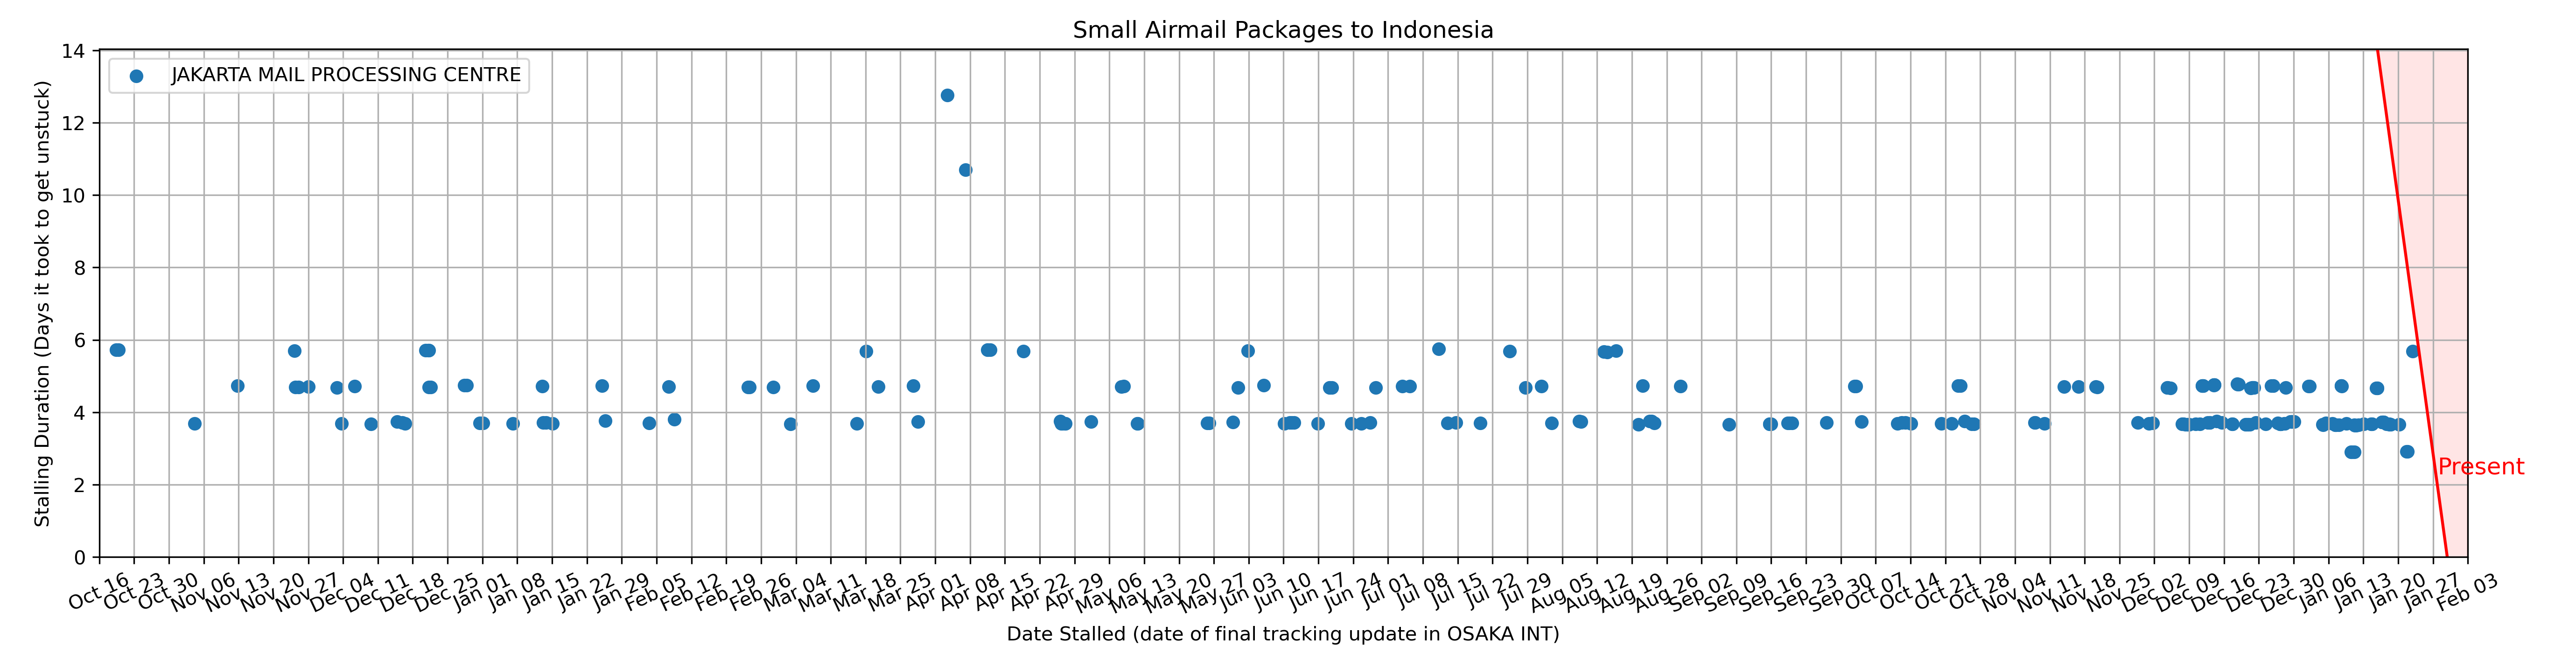 Small Airmail Packages to Indonesia
JAKARTA MAIL PROCESSING CENTRE
Stalling Duration (Days it took to get unstuck)
14
12
10
8
6
4
2
0
Present
Oct 16
Oct 23
Oct 30
Nov 06
Nov 13
Nov 20
Nov 27
Dec 04
Dec 11
Dec 18
Dec 25
Jan 01
Jan 08
Jan 15
Jan 22
Jan 29
Feb 05
Feb 12
Feb 19
Feb 26
Mar 04
Mar 11
Mar 18
Mar 25
Apr 01
Apr 08
Apr 15
Apr 22
Apr 29
May 06
May 13
May 20
May 27
Jun 03
Jun 10
Jun 17
Jun 24
Jul 01
Jul 08
Jul 15
Jul 22
Jul 29
Aug 05
Aug 12
Aug 19
Aug 26
Sep 02
Sep 09
Sep 16
Sep 23
Sep 30
Oct 07
Oct 14
Oct 21
Oct 28
Nov 04
Nov 11
Nov 18
Nov 25
Dec 02
Dec 09
Dec 16
Dec 23
Dec 30
Jan 06
Jan 13
Jan 20
Jan 27
Feb 03
Date Stalled (date of final tracking update in OSAKA INT)